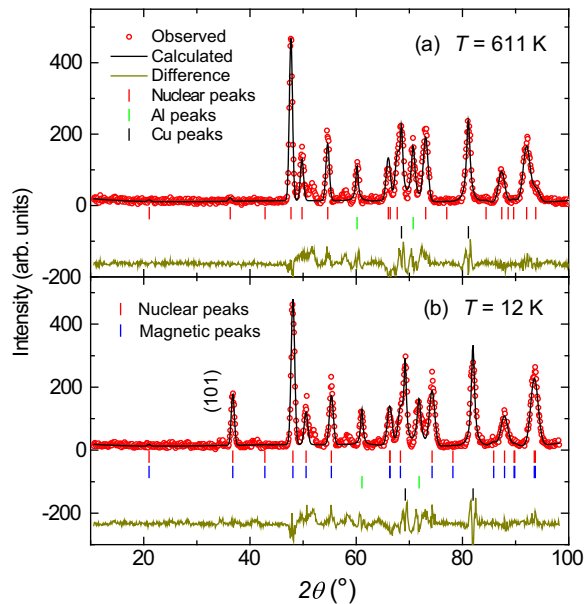 Observed
Calculated
Difference
Nuclear peaks
Al peaks
Cu peaks
(a) T = 611 K
400
200
0
-200
Intensity (arb. units)
Nuclear peaks
Magnetic peaks
(b) T = 12 K
(101)
400
200
0
-200
20 40 60 80 100
2θ (°)